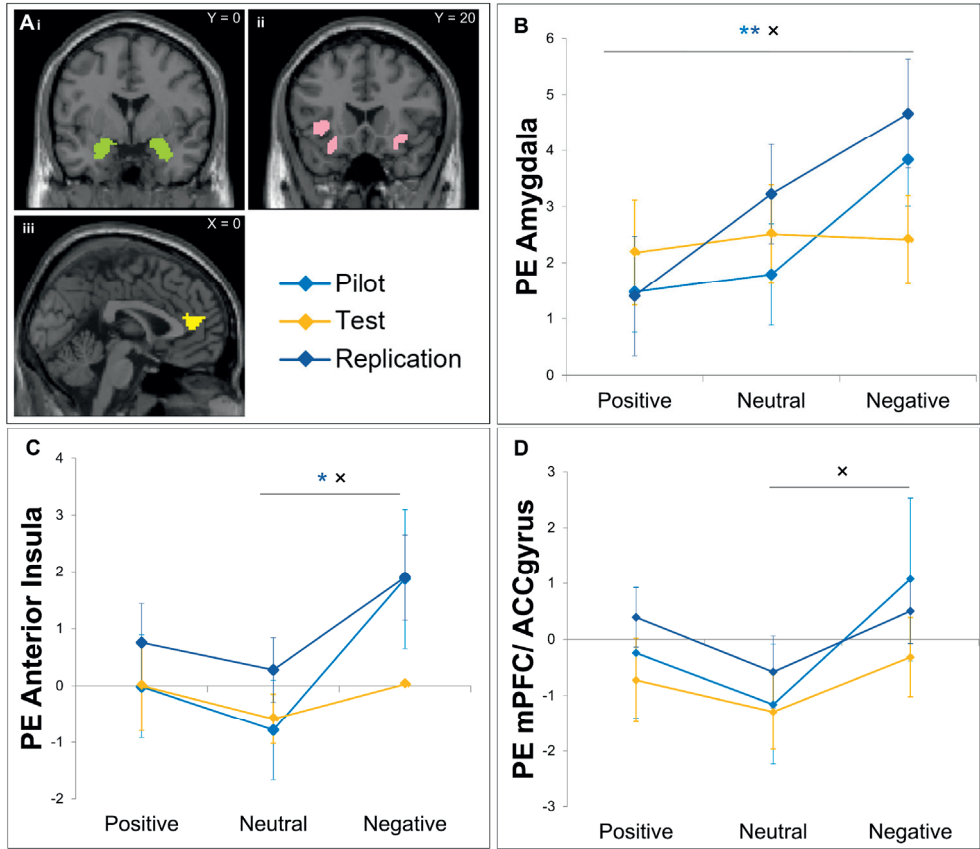 A i
Y = 0
ii
Y = 20
iii
X = 0
Pilot
Test
Replication
B
** ×
PE Amygdala
6
5
4
3
2
1
0
Positive Neutral Negative
C
* ×
PE Anterior Insula
4
3
2
1
0
-1
-2
Positive Neutral Negative
D
×
PE mPFC/ ACCgyrus
3
2
1
0
-1
-2
-3
Positive Neutral Negative